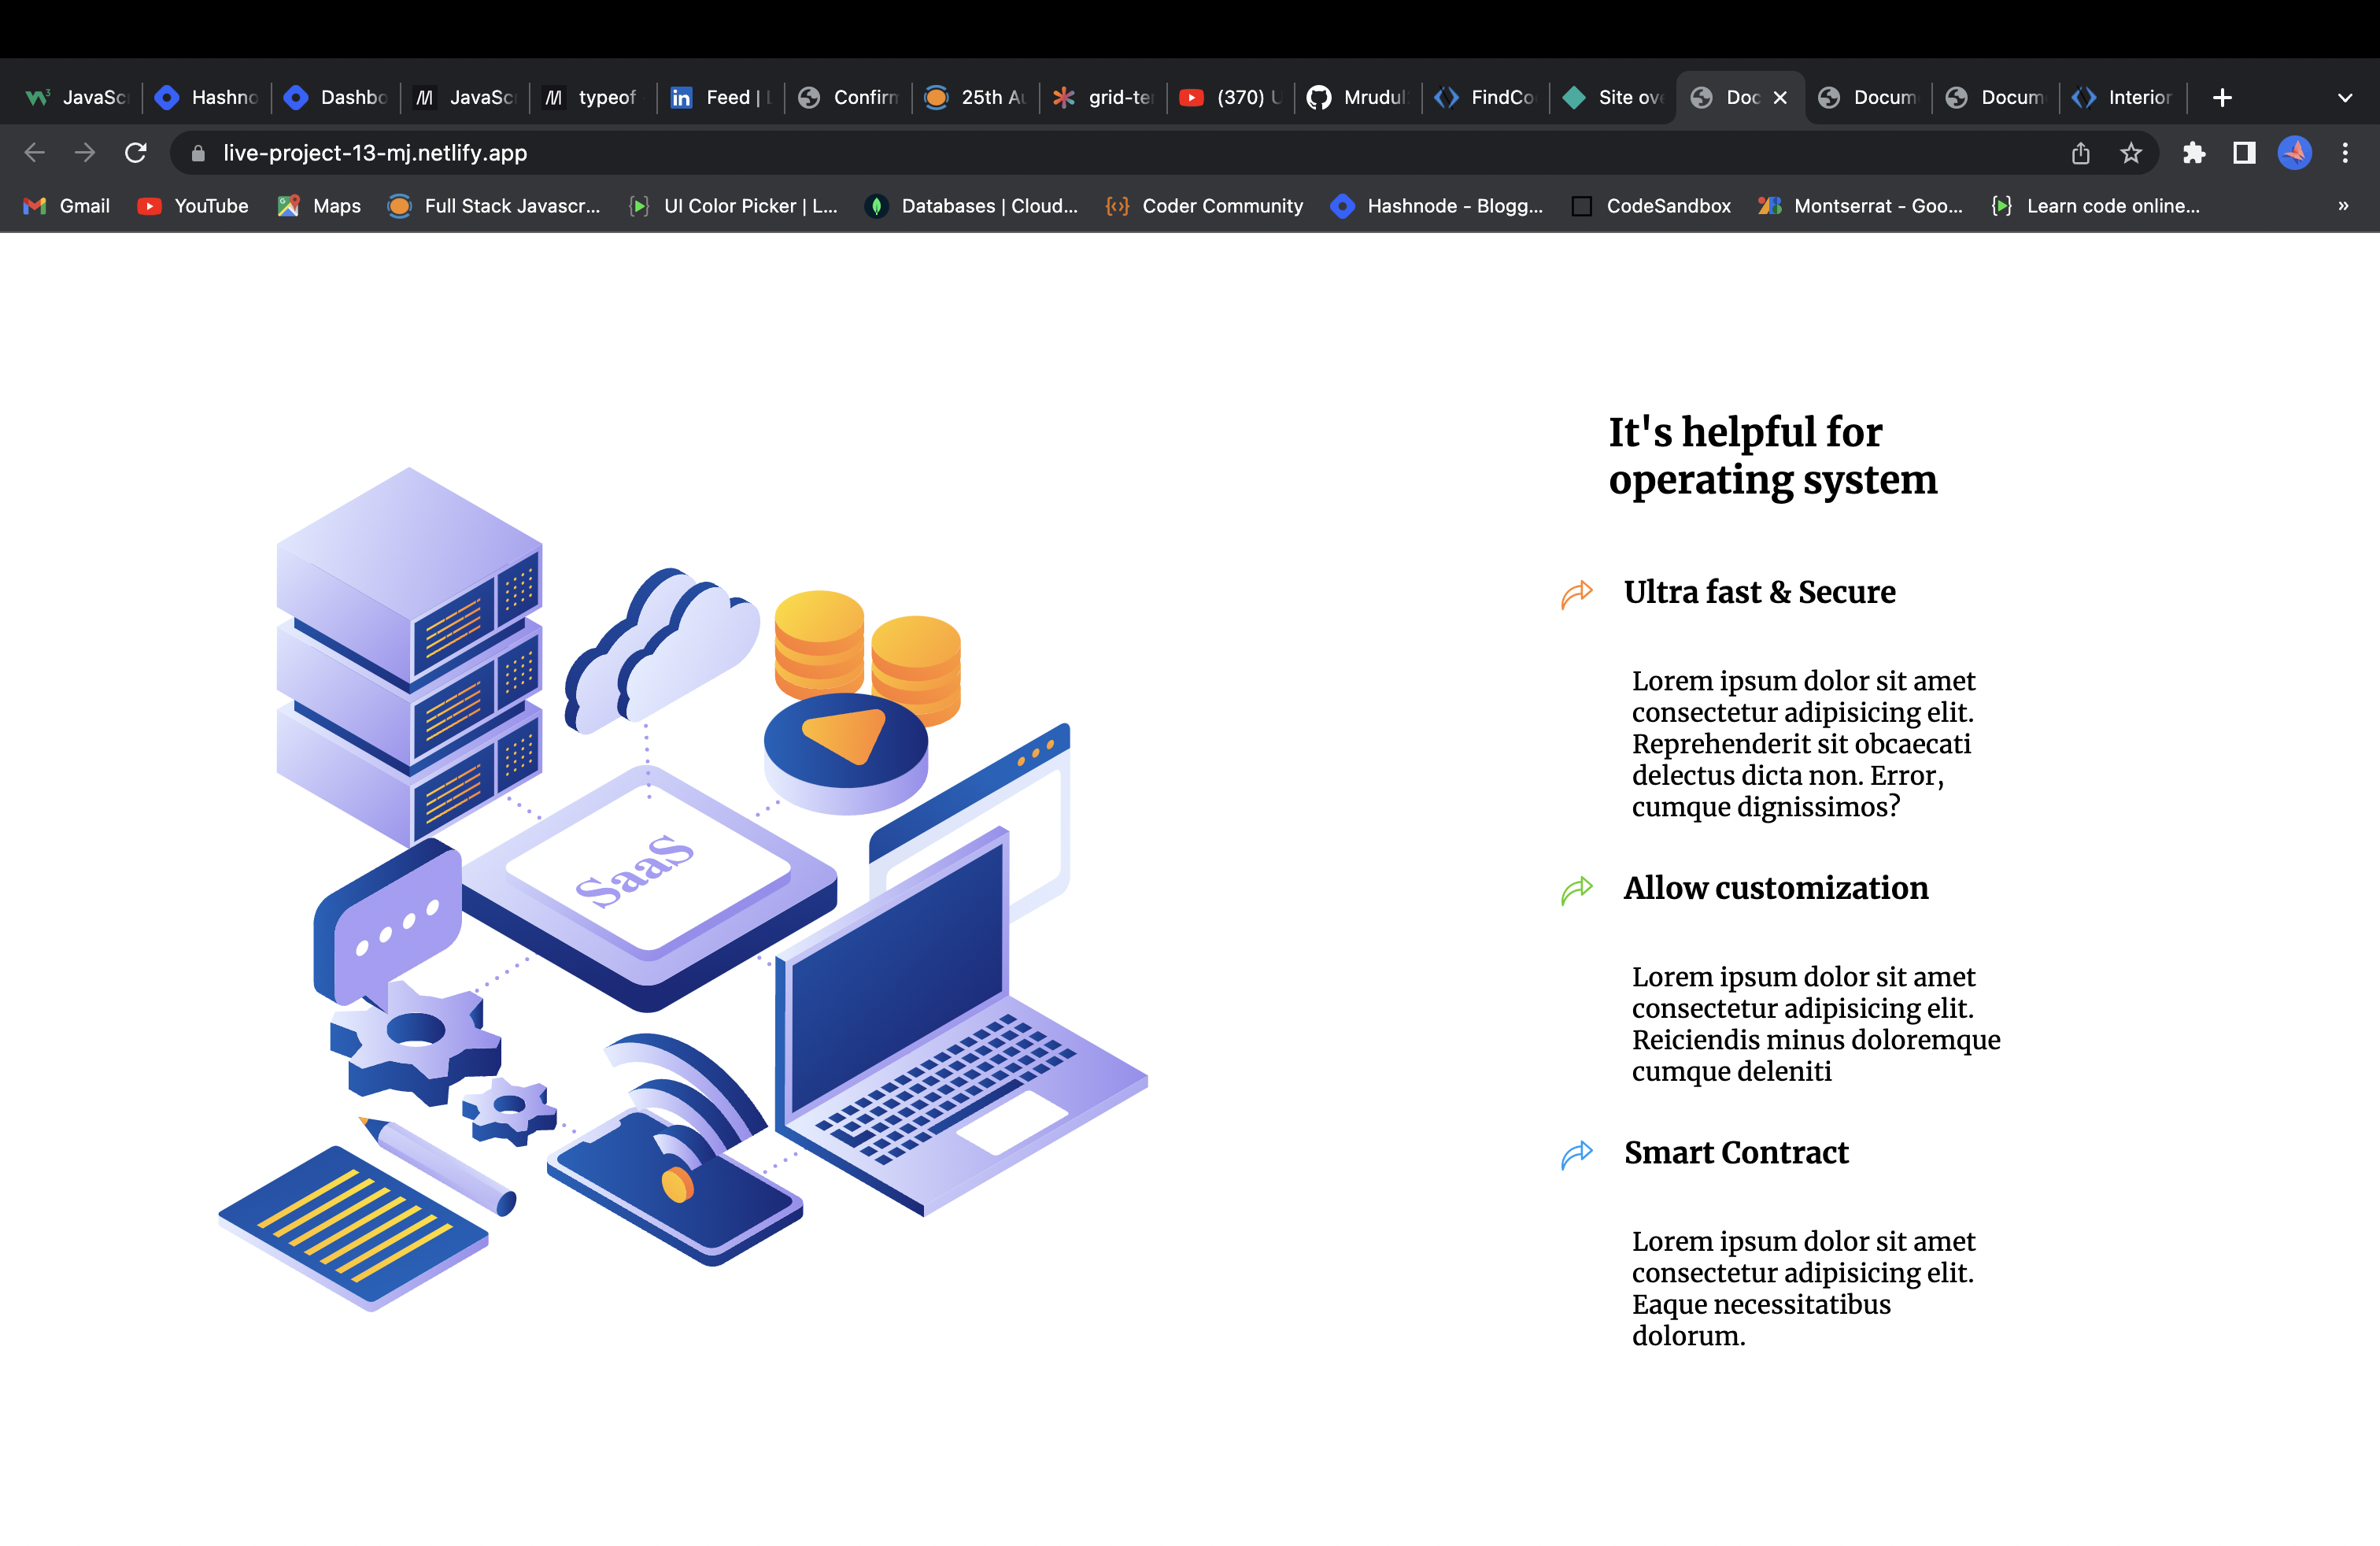 JavaSc
Hashno
Dashbo
JavaSc
typeof
Feed |
Confirm
25th Au
grid-te
(370)
Mrudul
FindCo
Site ov
Doc
Docum
Docum
Interior
live-project-13-mj.netlify.app
Gmail
YouTube
Maps
Full Stack Javascr...
UI Color Picker | L...
Databases | Cloud...
Coder Community
Hashnode - Blogg...
CodeSandbox
Montserrat - Goo...
Learn code online...
»
SaaS
It's helpful for
operating system
Ultra fast & Secure
Lorem ipsum dolor sit amet
consectetur adipisicing elit.
Reprehenderit sit obcaecati
delectus dicta non. Error,
cumque dignissimos?
Allow customization
Lorem ipsum dolor sit amet
consectetur adipisicing elit.
Reiciendis minus doloremque
cumque deleniti
Smart Contract
Lorem ipsum dolor sit amet
consectetur adipisicing elit.
Eaque necessitatibus
dolorum.